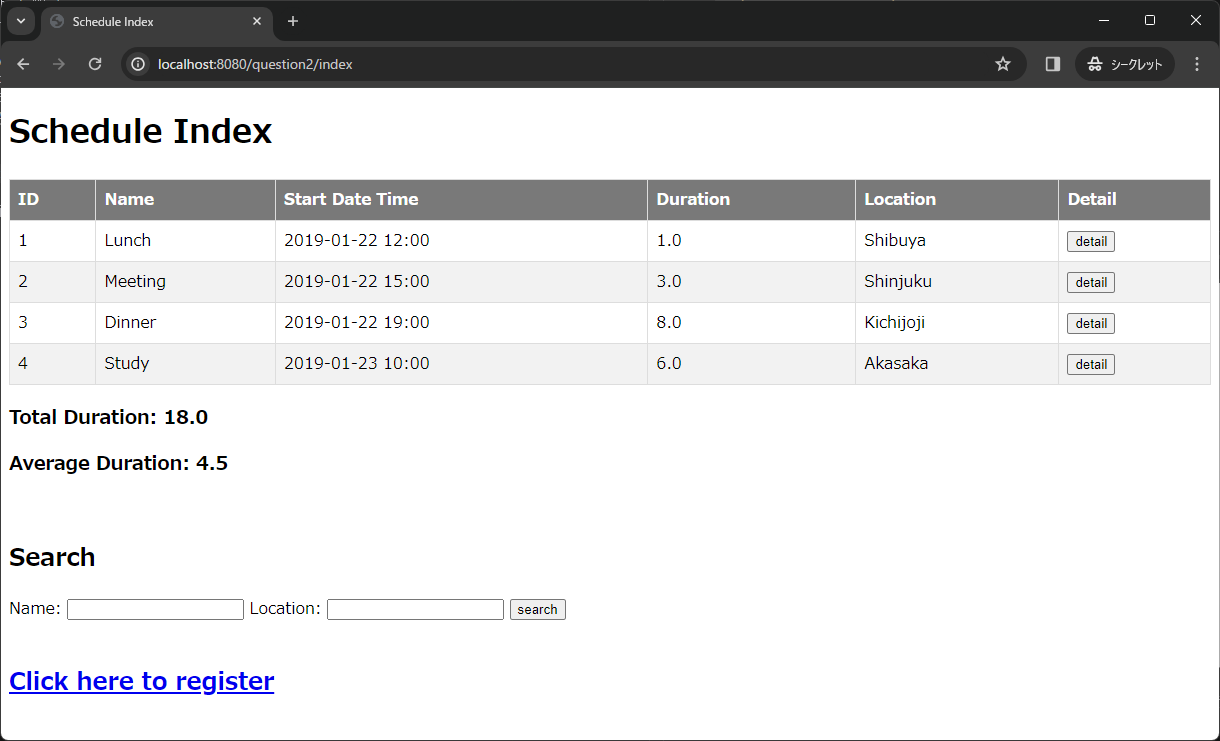 Schedule Index
localhost:8080/question2/index
シークレット
Schedule Index
ID Name Start Date Time Duration Location Detail
1 Lunch 2019-01-22 12:00 1.0 Shibuya detail
2 Meeting 2019-01-22 15:00 3.0 Shinjuku detail
3 Dinner 2019-01-22 19:00 8.0 Kichijoji detail
4 Study 2019-01-23 10:00 6.0 Akasaka detail
Total Duration: 18.0
Average Duration: 4.5
Search
Name: Location: search
Click here to register